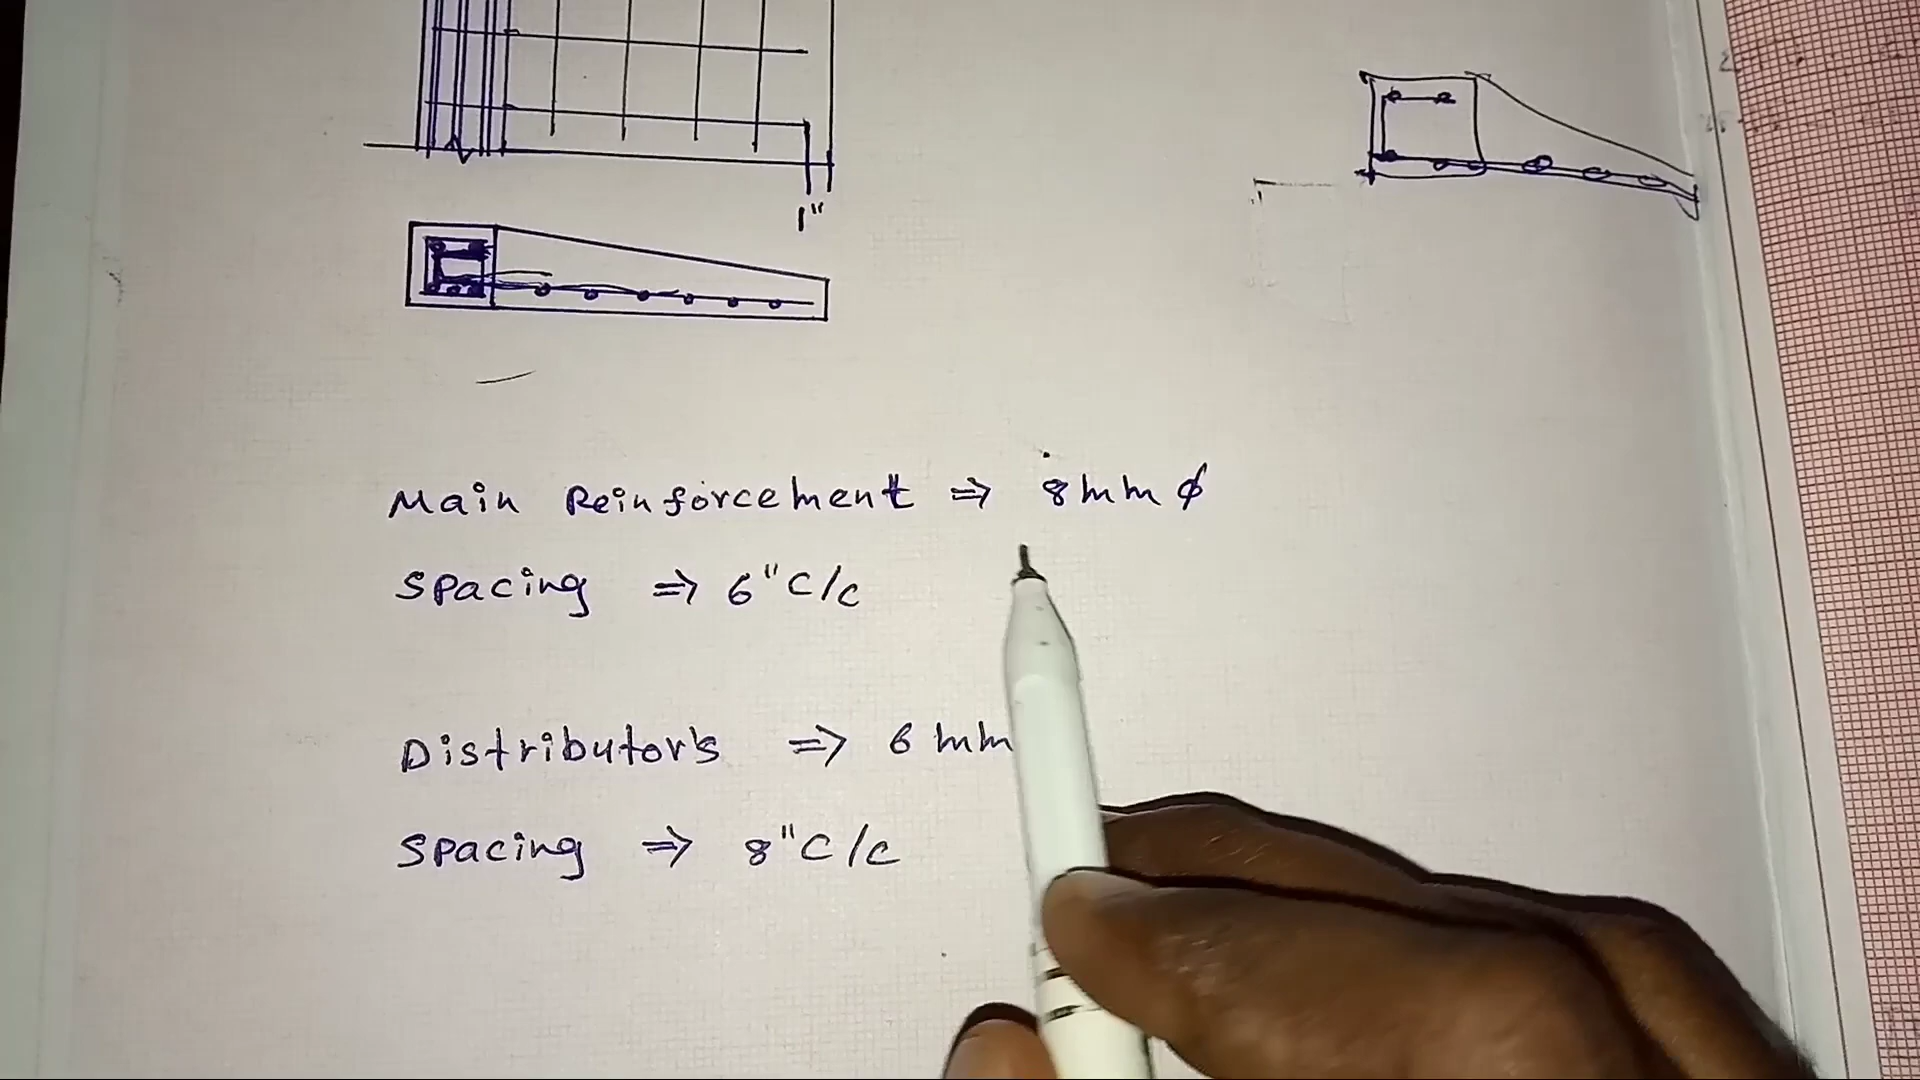 1"
Main Reinforcement ⇒ 8mm ϕ
Spacing ⇒ 6" C/c
Distributor's ⇒ 6 mm
Spacing ⇒ 8" C/c